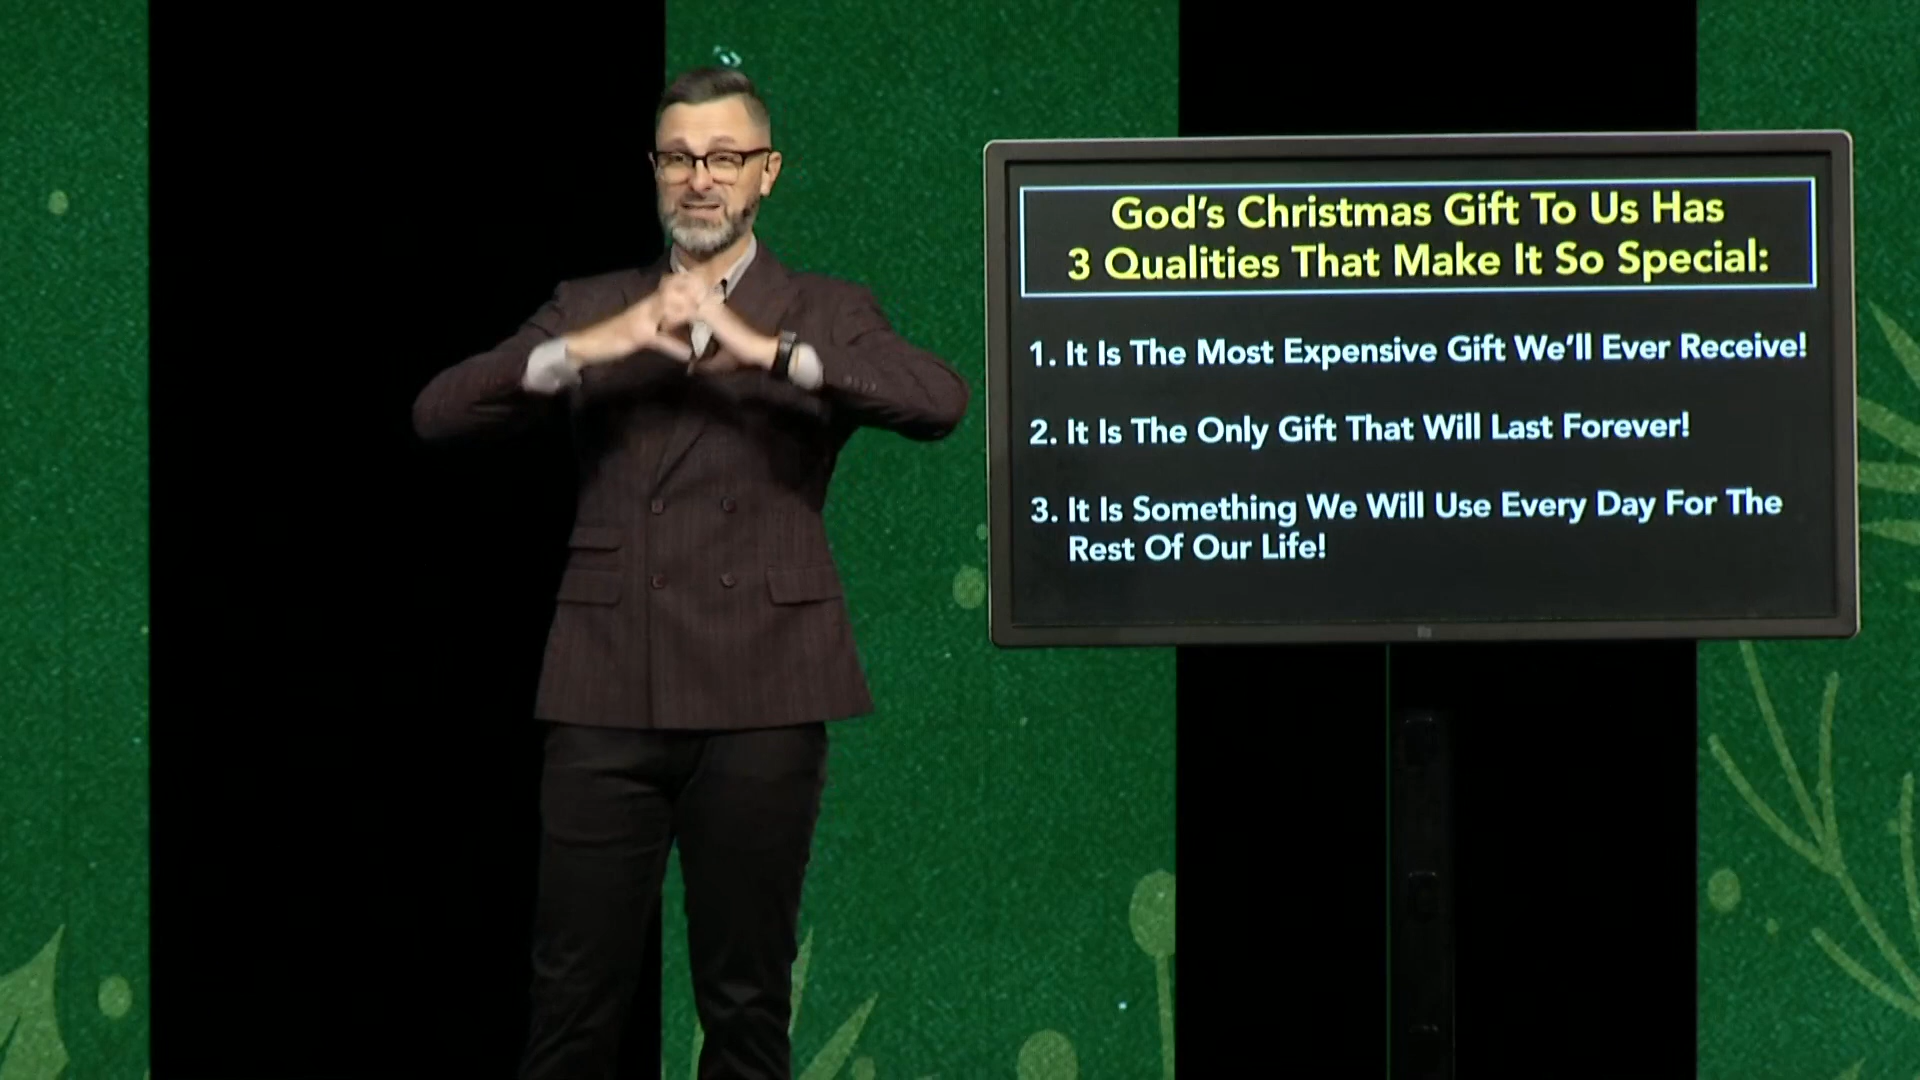 God's Christmas Gift To Us Has
3 Qualities That Make It So Special:
1. It Is The Most Expensive Gift We'll Ever Receive!
2. It Is The Only Gift That Will Last Forever!
3. It Is Something We Will Use Every Day For The
Rest Of Our Life!